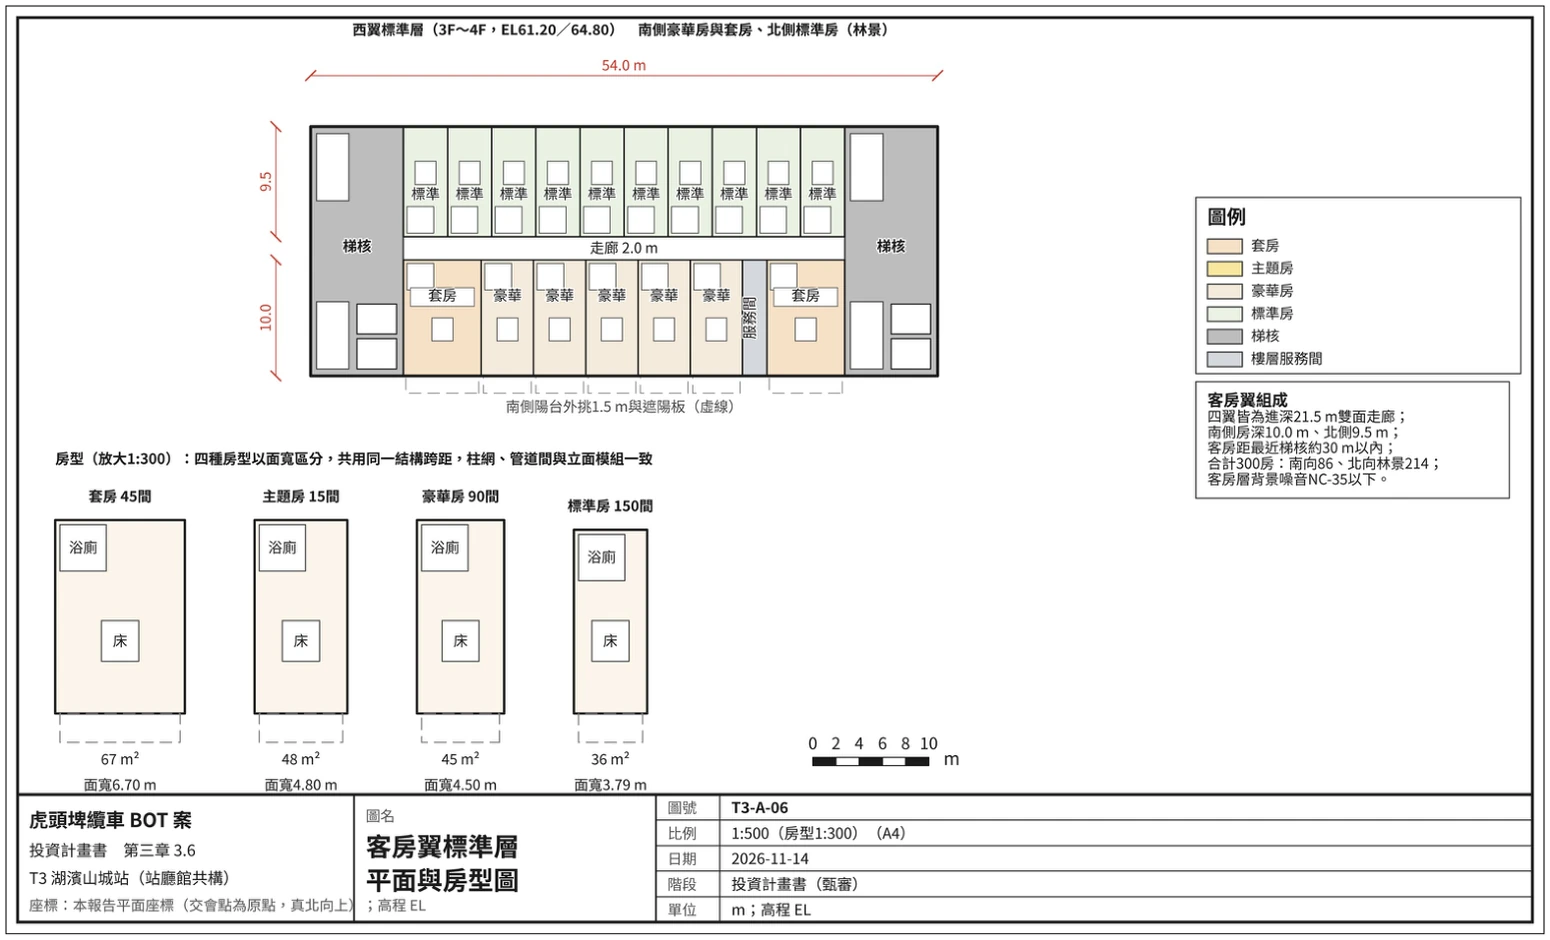 西翼標準層（3F～4F，EL61.20／64.80）　南側豪華房與套房、北側標準房（林景）
54.0 m
9.5
10.0
標準 標準 標準 標準 標準 標準 標準 標準 標準 標準
梯核
走廊 2.0 m
梯核
套房 豪華 豪華 豪華 豪華 豪華 服務間 套房
南側陽台外挑1.5 m與遮陽板（虛線）
圖例
套房
主題房
豪華房
標準房
梯核
樓層服務間
客房翼組成
四翼皆為進深21.5 m雙面走廊；
南側房深10.0 m、北側9.5 m；
客房距最近梯核約30 m以內；
合計300房：南向86、北向林景214；
客房層背景噪音NC-35以下。
房型（放大1:300）：四種房型以面寬區分，共用同一結構跨距，柱網、管道間與立面模組一致
套房 45間
浴廁
床
67 m²
面寬6.70 m
主題房 15間
浴廁
床
48 m²
面寬4.80 m
豪華房 90間
浴廁
床
45 m²
面寬4.50 m
標準房 150間
浴廁
床
36 m²
面寬3.79 m
0 2 4 6 8 10 m
虎頭埤纜車 BOT 案
投資計畫書　第三章 3.6
T3 湖濱山城站（站廳館共構）
座標：本報告平面座標（交會點為原點，真北向上）；高程 EL
圖名
客房翼標準層
平面與房型圖
圖號 T3-A-06
比例 1:500（房型1:300）（A4）
日期 2026-11-14
階段 投資計畫書（甄審）
單位 m；高程 EL